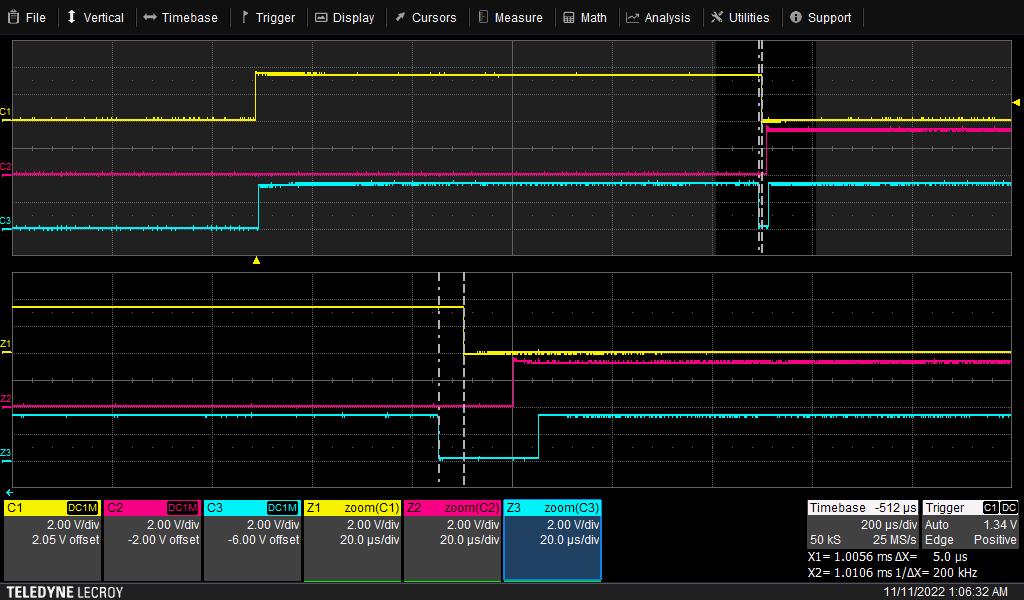 File Vertical Timebase Trigger Display Cursors Measure Math Analysis Utilities Support
C1
C2
C3
Z1
Z2
Z3
C1 DC1M C2 DC1M C3 DC1M Z1 zoom(C1) Z2 zoom(C2) Z3 zoom(C3) Timebase -512 µs Trigger C1 DC
2.00 V/div 2.00 V/div 2.00 V/div 2.00 V/div 2.00 V/div 2.00 V/div 200 µs/div Auto 1.34 V
2.05 V offset -2.00 V offset -6.00 V offset 20.0 µs/div 20.0 µs/div 20.0 µs/div 50 kS 25 MS/s Edge Positive
X1= 1.0056 ms ΔX= 5.0 µs
X2= 1.0106 ms 1/ΔX= 200 kHz
TELEDYNE LECROY 11/11/2022 1:06:32 AM